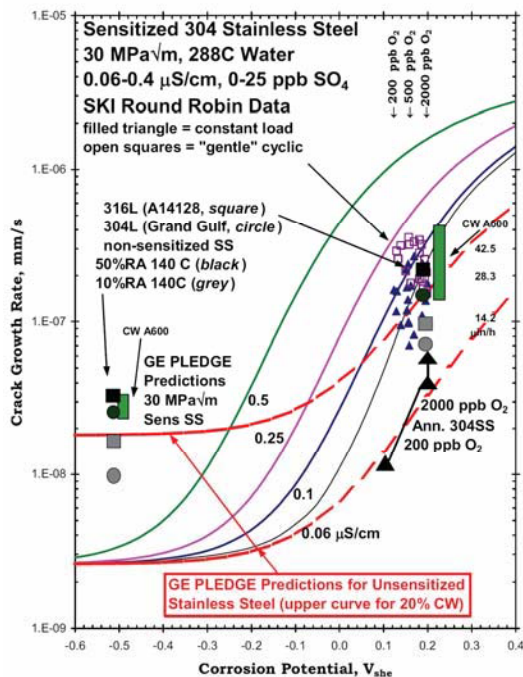 Sensitized 304 Stainless Steel
30 MPa√m, 288C Water
0.06-0.4 μS/cm, 0-25 ppb SO₄
SKI Round Robin Data
filled triangle = constant load
open squares = "gentle" cyclic
←200 ppb O₂
←500 ppb O₂
←2000 ppb O₂
316L (A14128, square)
304L (Grand Gulf, circle)
non-sensitized SS
50%RA 140 C (black)
10%RA 140C (grey)
CW A600
CW A600
42.5
28.3
14.2
μm/h
GE PLEDGE
Predictions
30 MPa√m
Sens SS
0.5
0.25
0.1
0.06 μS/cm
2000 ppb O₂
Ann. 304SS
200 ppb O₂
GE PLEDGE Predictions for Unsensitized
Stainless Steel (upper curve for 20% CW)
Crack Growth Rate, mm/s
1.E-06
1.E-07
1.E-08
1.E-09
-0.6 -0.5 -0.4 -0.3 -0.2 -0.1 0.0 0.1 0.2 0.3 0.4
Corrosion Potential, Vshe